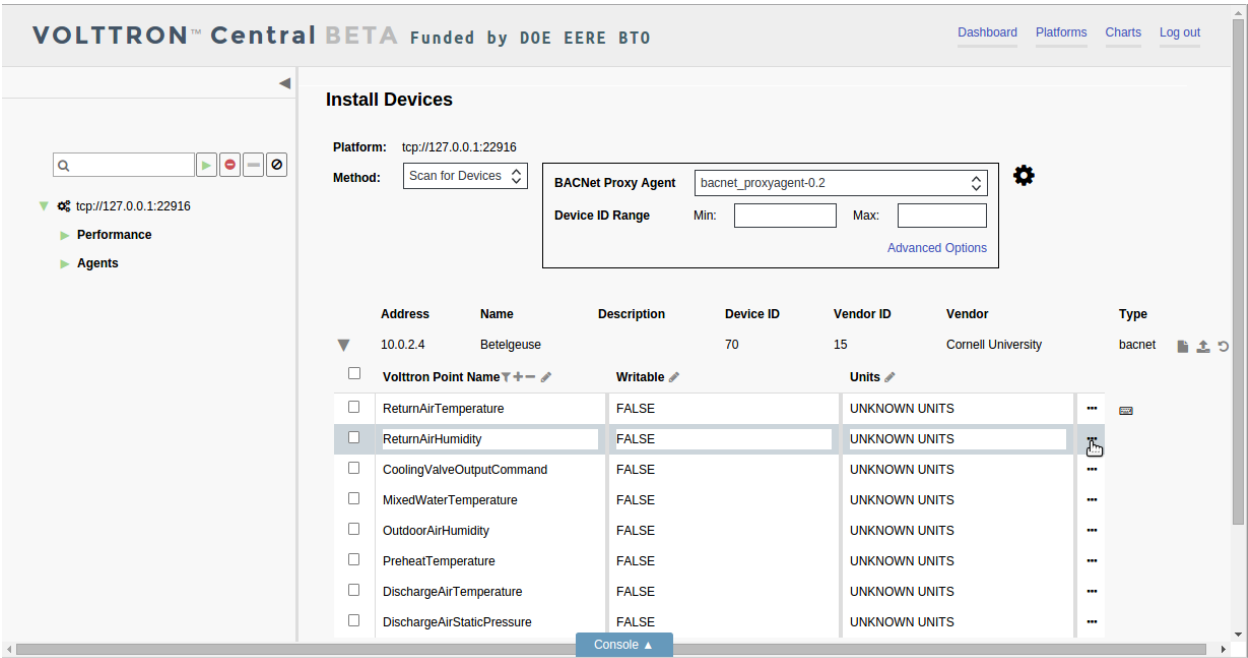 VOLTTRON™ Central BETA Funded by DOE EERE BTO
Dashboard Platforms Charts Log out
Install Devices
Platform: tcp://127.0.0.1:22916
Method: Scan for Devices
BACNet Proxy Agent bacnet_proxyagent-0.2
Device ID Range Min: Max:
Advanced Options
tcp://127.0.0.1:22916
Performance
Agents
Address Name Description Device ID Vendor ID Vendor Type
10.0.2.4 Betelgeuse 70 15 Cornell University bacnet
Volttron Point Name Writable Units
ReturnAirTemperature FALSE UNKNOWN UNITS
ReturnAirHumidity FALSE UNKNOWN UNITS
CoolingValveOutputCommand FALSE UNKNOWN UNITS
MixedWaterTemperature FALSE UNKNOWN UNITS
OutdoorAirHumidity FALSE UNKNOWN UNITS
PreheatTemperature FALSE UNKNOWN UNITS
DischargeAirTemperature FALSE UNKNOWN UNITS
DischargeAirStaticPressure FALSE UNKNOWN UNITS
Console ▲